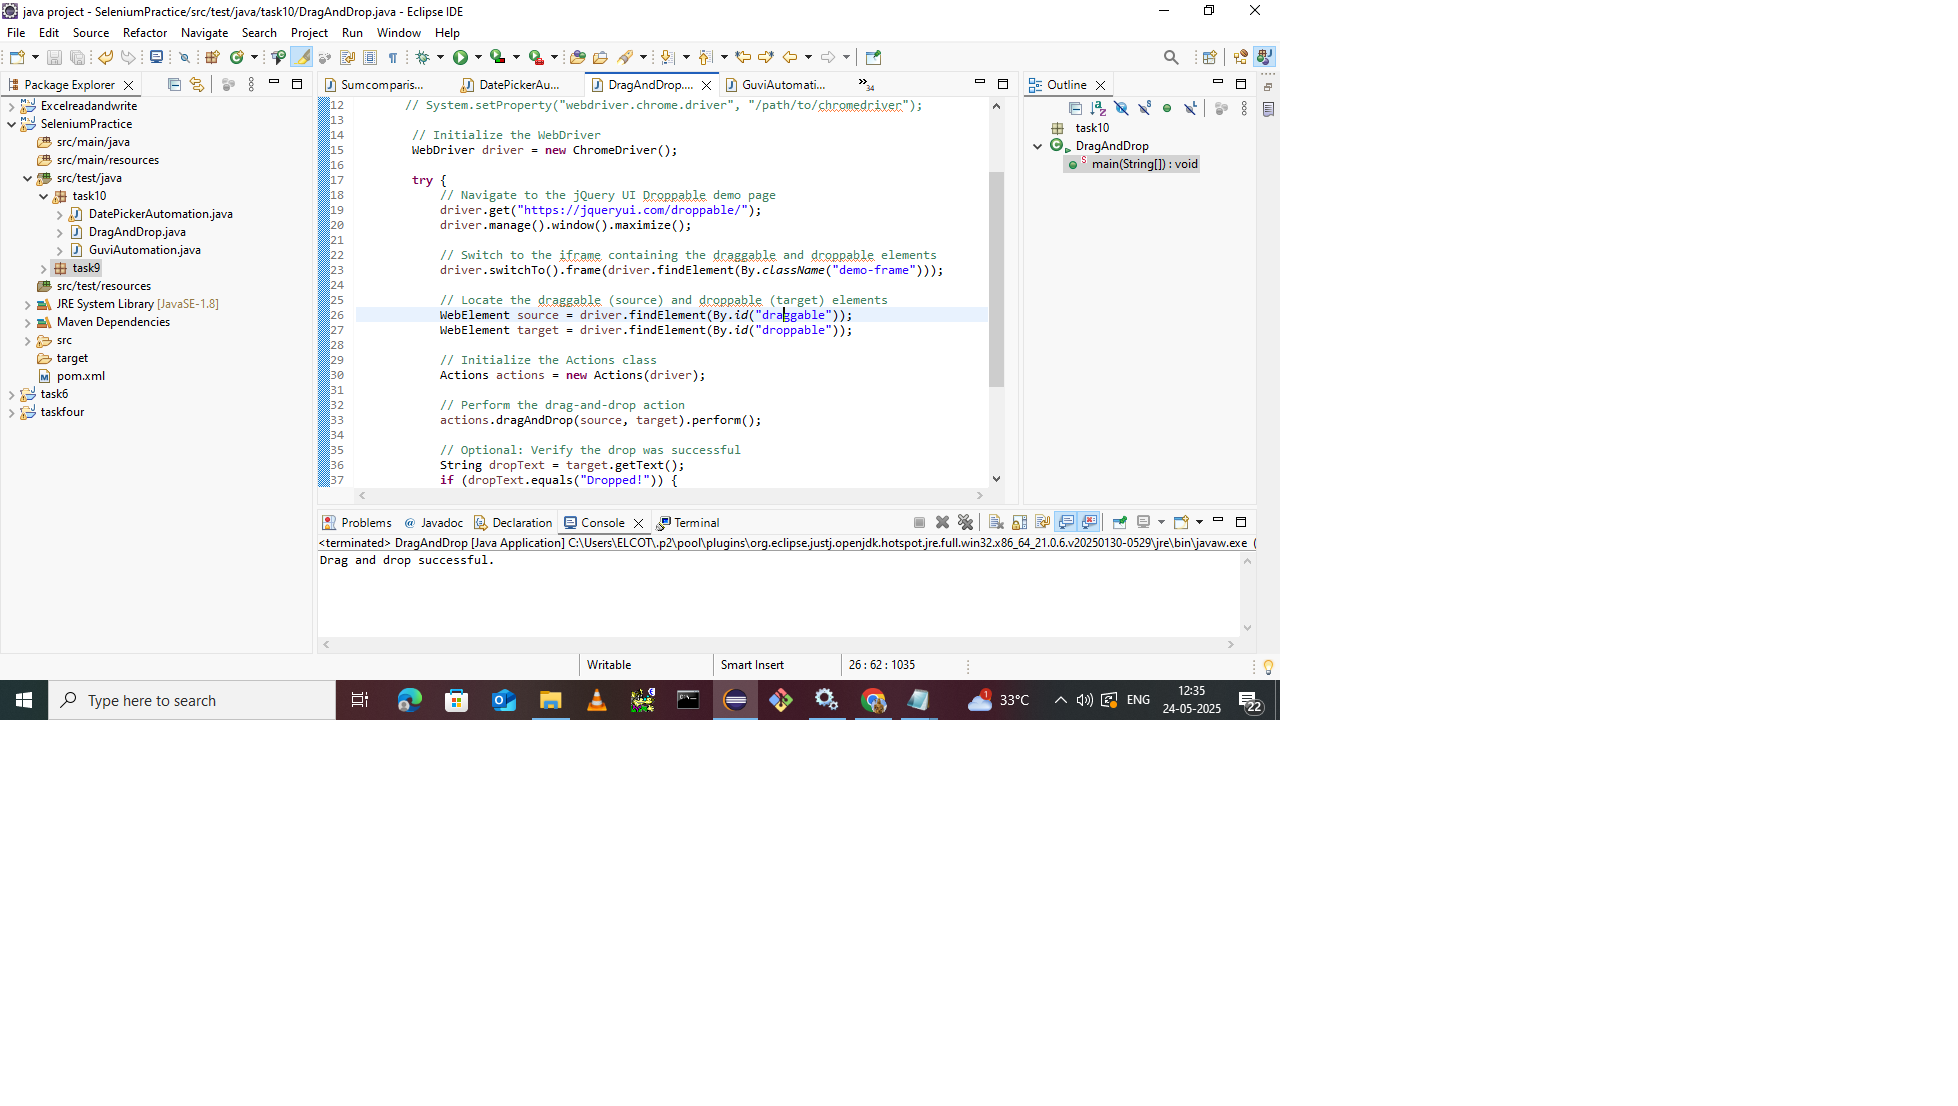 java project - SeleniumPractice/src/test/java/task10/DragAndDrop.java - Eclipse IDE
File Edit Source Refactor Navigate Search Project Run Window Help
Package Explorer
Excelreadandwrite
SeleniumPractice
src/main/java
src/main/resources
src/test/java
task10
DatePickerAutomation.java
DragAndDrop.java
GuviAutomation.java
task9
src/test/resources
JRE System Library [JavaSE-1.8]
Maven Dependencies
src
target
pom.xml
task6
taskfour
Sumcomparis... DatePickerAu... DragAndDrop.... GuviAutomati... »34
12 // System.setProperty("webdriver.chrome.driver", "/path/to/chromedriver");
13
14 // Initialize the WebDriver
15 WebDriver driver = new ChromeDriver();
16
17 try {
18 // Navigate to the jQuery UI Droppable demo page
19 driver.get("https://jqueryui.com/droppable/");
20 driver.manage().window().maximize();
21
22 // Switch to the iframe containing the draggable and droppable elements
23 driver.switchTo().frame(driver.findElement(By.className("demo-frame")));
24
25 // Locate the draggable (source) and droppable (target) elements
26 WebElement source = driver.findElement(By.id("draggable"));
27 WebElement target = driver.findElement(By.id("droppable"));
28
29 // Initialize the Actions class
30 Actions actions = new Actions(driver);
31
32 // Perform the drag-and-drop action
33 actions.dragAndDrop(source, target).perform();
34
35 // Optional: Verify the drop was successful
36 String dropText = target.getText();
37 if (dropText.equals("Dropped!")) {
Outline
task10
DragAndDrop
main(String[]) : void
Problems @ Javadoc Declaration Console Terminal
<terminated> DragAndDrop [Java Application] C:\Users\ELCOT\.p2\pool\plugins\org.eclipse.justj.openjdk.hotspot.jre.full.win32.x86_64_21.0.6.v20250130-0529\jre\bin\javaw.exe (
Drag and drop successful.
Writable Smart Insert 26 : 62 : 1035
Type here to search
1 33°C ENG
12:35
24-05-2025
22